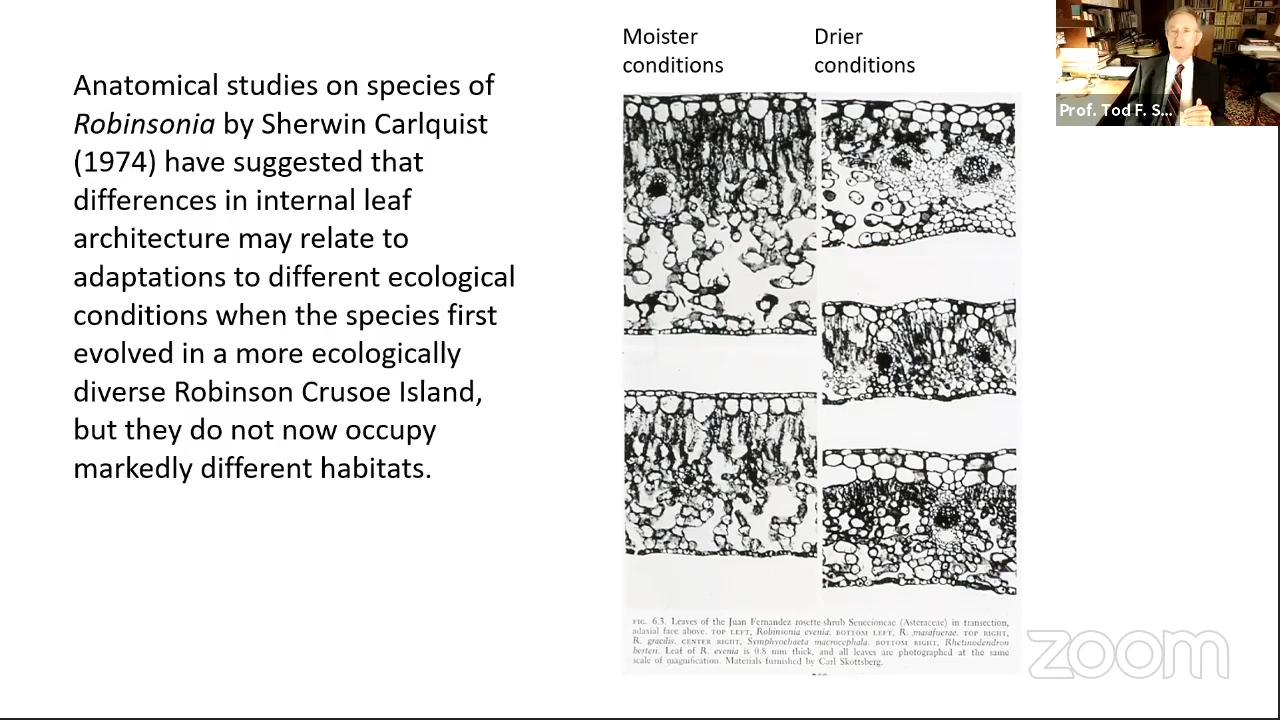 Anatomical studies on species of
Robinsonia by Sherwin Carlquist
(1974) have suggested that
differences in internal leaf
architecture may relate to
adaptations to different ecological
conditions when the species first
evolved in a more ecologically
diverse Robinson Crusoe Island,
but they do not now occupy
markedly different habitats.
Moister
conditions
Drier
conditions
FIG. 6.3. Leaves of the Juan Fernandez rosette-shrub Senecioneae (Asteraceae) in transection,
adaxial face above. TOP LEFT, Robinsonia evenia. BOTTOM LEFT, R. masafuerae. TOP RIGHT,
R. gracilis. CENTER RIGHT, Symphyochaeta macrocephala. BOTTOM RIGHT, Rhetinodendron
berteri. Leaf of R. evenia is 0.8 mm thick, and all leaves are photographed at the same
scale of magnification. Materials furnished by Carl Skottsberg.
Prof. Tod F. S...
zoom